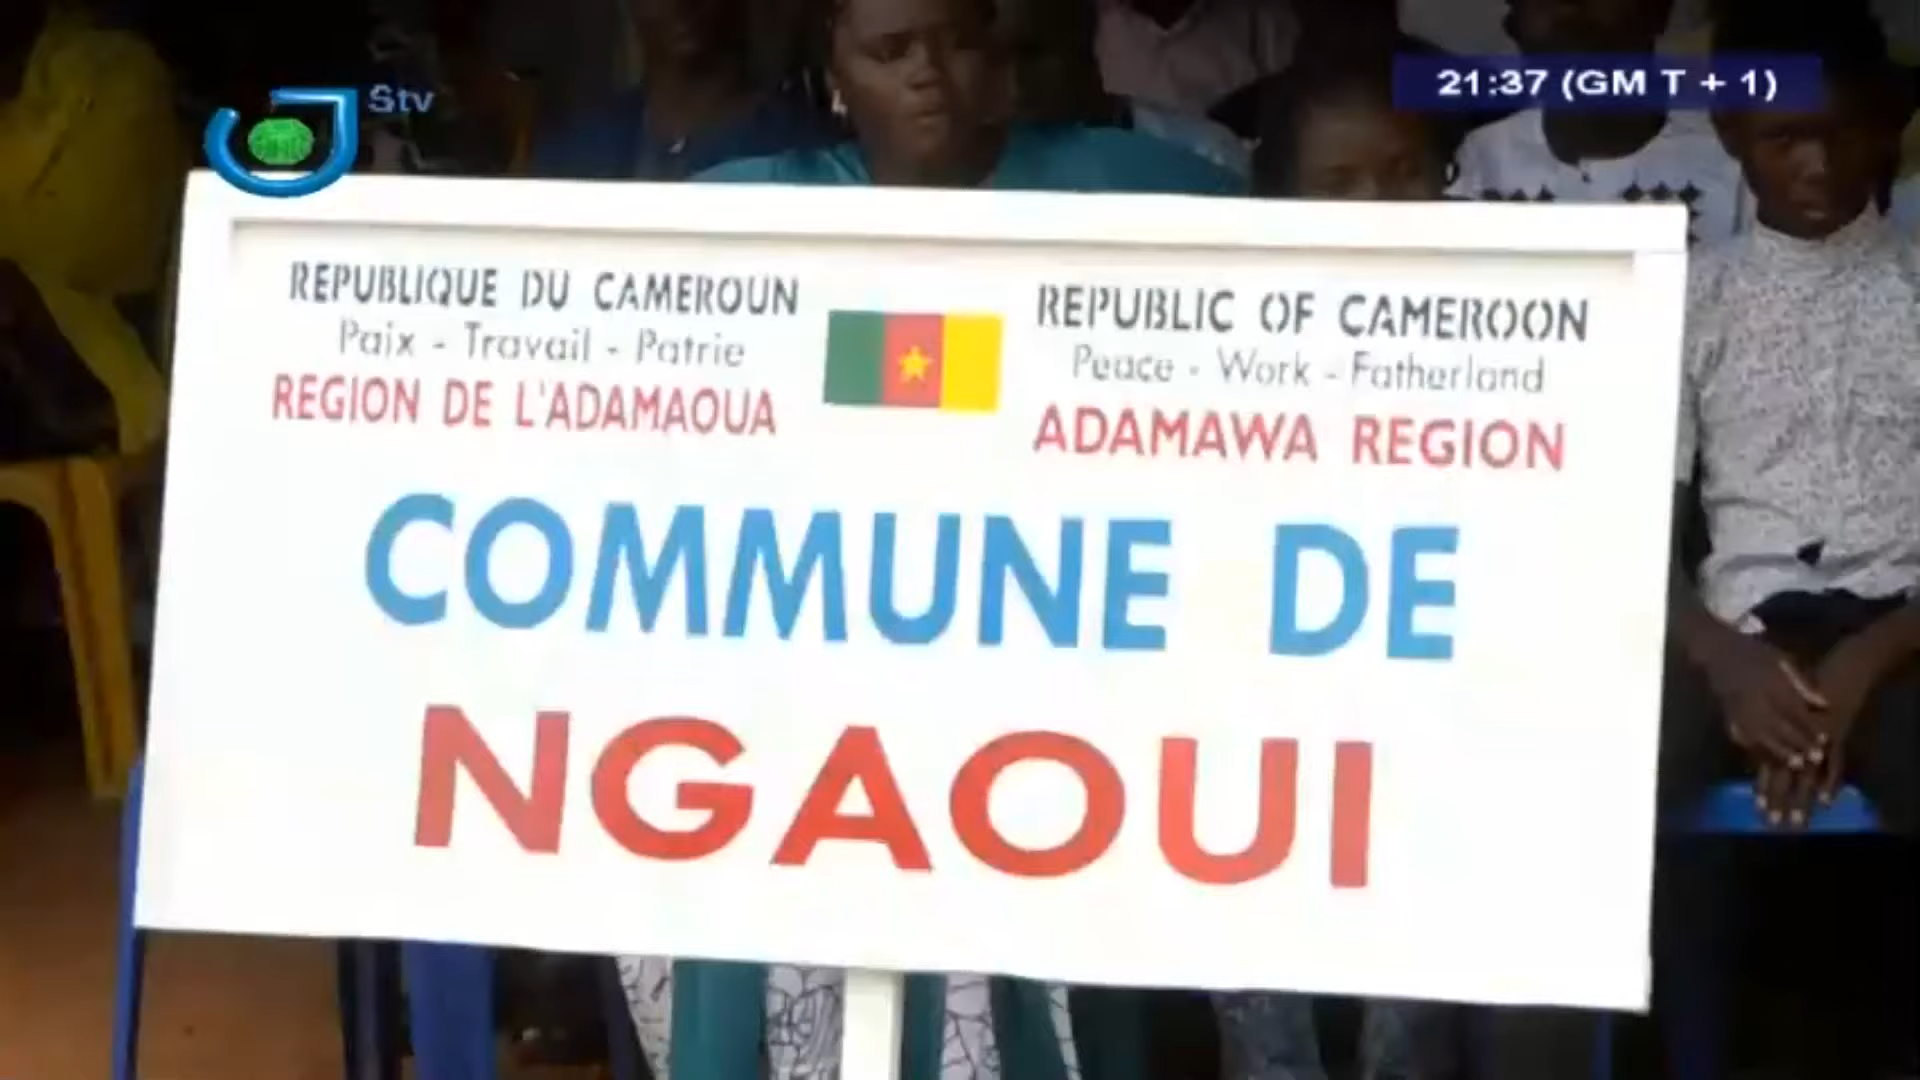 Stv
21:37 (GMT + 1)
REPUBLIQUE DU CAMEROUN
Paix - Travail - Patrie
REGION DE L'ADAMAOUA
REPUBLIC OF CAMEROON
Peace - Work - Fatherland
ADAMAWA REGION
COMMUNE DE
NGAOUI